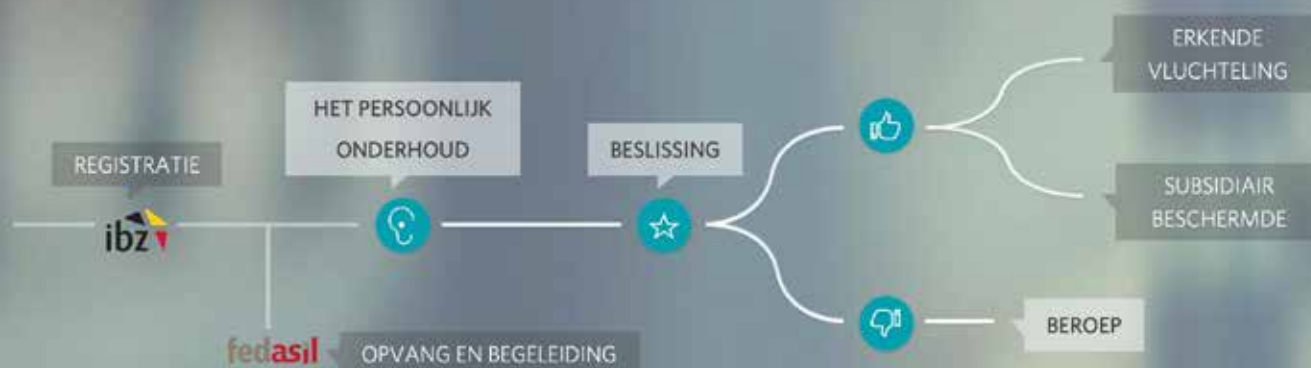 REGISTRATIE
ibz
fedasil
OPVANG EN BEGELEIDING
HET PERSOONLIJK
ONDERHOUD
BESLISSING
ERKENDE
VLUCHTELING
SUBSIDIAIR
BESCHERMDE
BEROEP